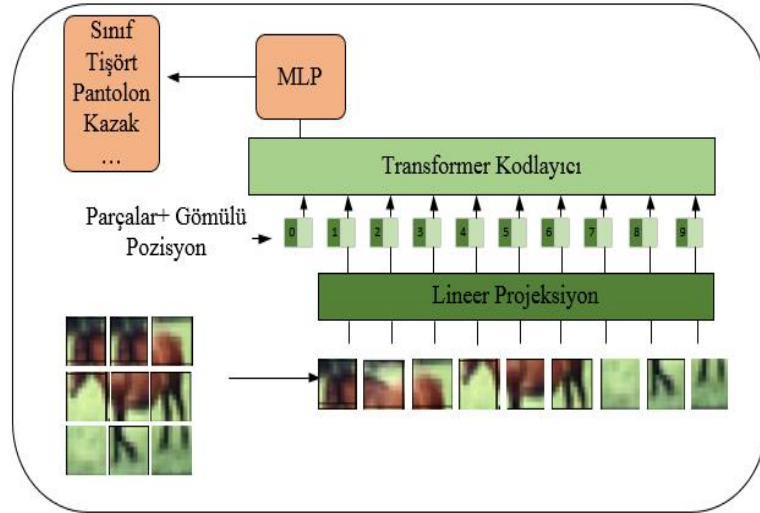 Sınıf
Tişört
Pantolon
Kazak
...
MLP
Transformer Kodlayıcı
Parçalar+ Gömülü
Pozisyon
0 1 2 3 4 5 6 7 8 9
Lineer Projeksiyon